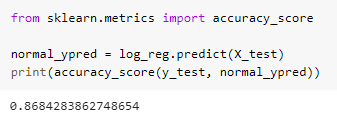 from sklearn.metrics import accuracy_score
normal_ypred = log_reg.predict(X_test)
print(accuracy_score(y_test, normal_ypred))
0.8684283862748654